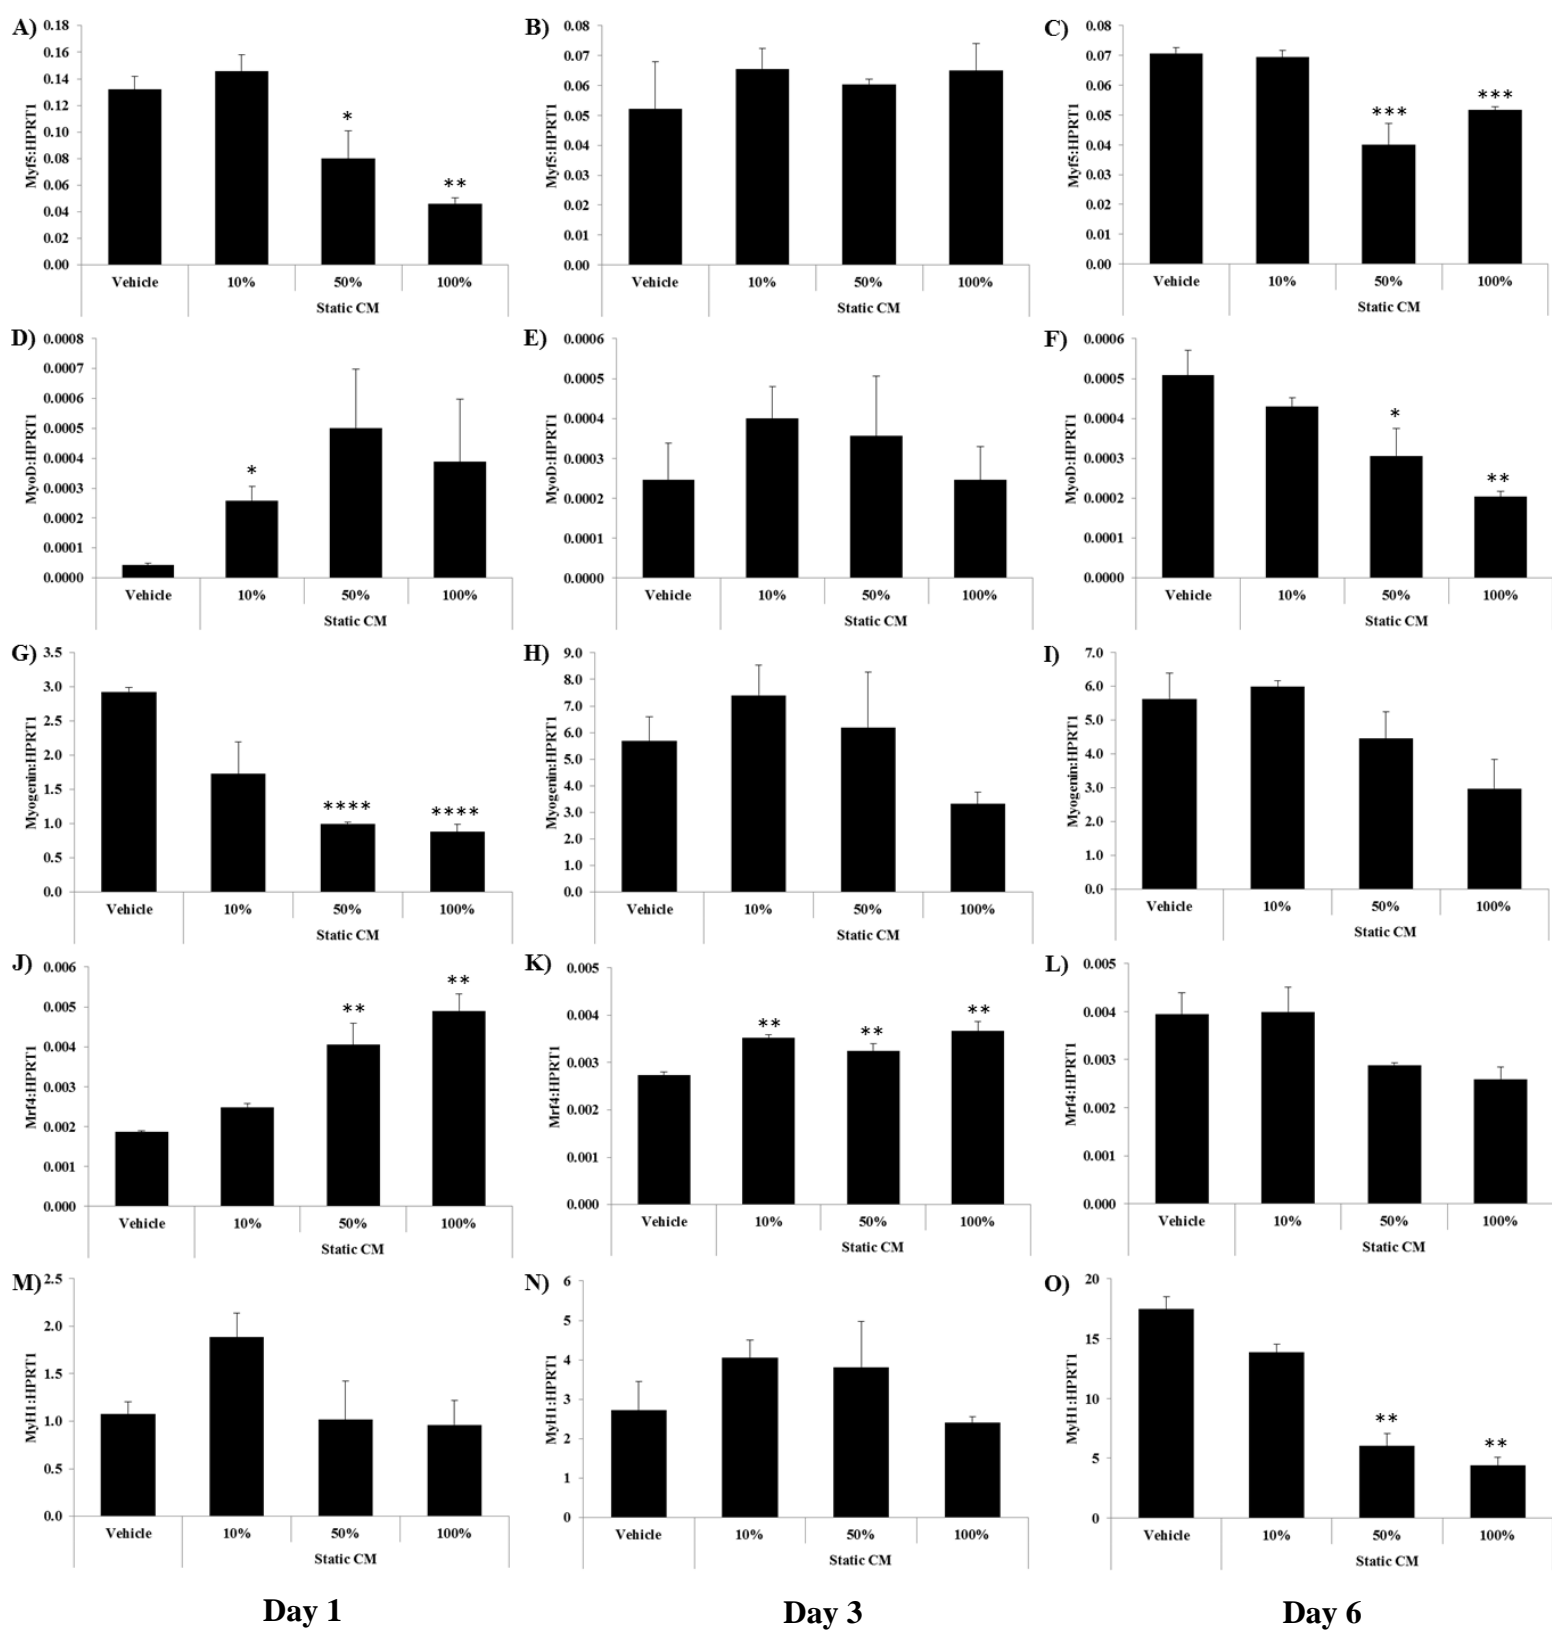 A)
Myf5:HPRT1
0.18
0.16
0.14
0.12
0.10
0.08
0.06
0.04
0.02
0.00
*
**
Vehicle 10% 50% 100%
Static CM
B)
Myf5:HPRT1
0.08
0.07
0.06
0.05
0.04
0.03
0.02
0.01
0.00
Vehicle 10% 50% 100%
Static CM
C)
Myf5:HPRT1
0.08
0.07
0.06
0.05
0.04
0.03
0.02
0.01
0.00
***
***
Vehicle 10% 50% 100%
Static CM
D)
MyoD:HPRT1
0.0008
0.0007
0.0006
0.0005
0.0004
0.0003
0.0002
0.0001
0.0000
*
Vehicle 10% 50% 100%
Static CM
E)
MyoD:HPRT1
0.0006
0.0005
0.0004
0.0003
0.0002
0.0001
0.0000
Vehicle 10% 50% 100%
Static CM
F)
MyoD:HPRT1
0.0006
0.0005
0.0004
0.0003
0.0002
0.0001
0.0000
*
**
Vehicle 10% 50% 100%
Static CM
G)
Myogenin:HPRT1
3.5
3.0
2.5
2.0
1.5
1.0
0.5
0.0
****
****
Vehicle 10% 50% 100%
Static CM
H)
Myogenin:HPRT1
9.0
8.0
7.0
6.0
5.0
4.0
3.0
2.0
1.0
0.0
Vehicle 10% 50% 100%
Static CM
I)
Myogenin:HPRT1
7.0
6.0
5.0
4.0
3.0
2.0
1.0
0.0
Vehicle 10% 50% 100%
Static CM
J)
Mrf4:HPRT1
0.006
0.005
0.004
0.003
0.002
0.001
0.000
**
**
Vehicle 10% 50% 100%
Static CM
K)
Mrf4:HPRT1
0.005
0.004
0.003
0.002
0.001
0.000
**
**
**
Vehicle 10% 50% 100%
Static CM
L)
Mrf4:HPRT1
0.005
0.004
0.003
0.002
0.001
0.000
Vehicle 10% 50% 100%
Static CM
M)
MyH1:HPRT1
2.5
2.0
1.5
1.0
0.5
0.0
Vehicle 10% 50% 100%
Static CM
N)
MyH1:HPRT1
6
5
4
3
2
1
0
Vehicle 10% 50% 100%
Static CM
O)
MyH1:HPRT1
20
15
10
5
0
**
**
Vehicle 10% 50% 100%
Static CM
Day 1
Day 3
Day 6